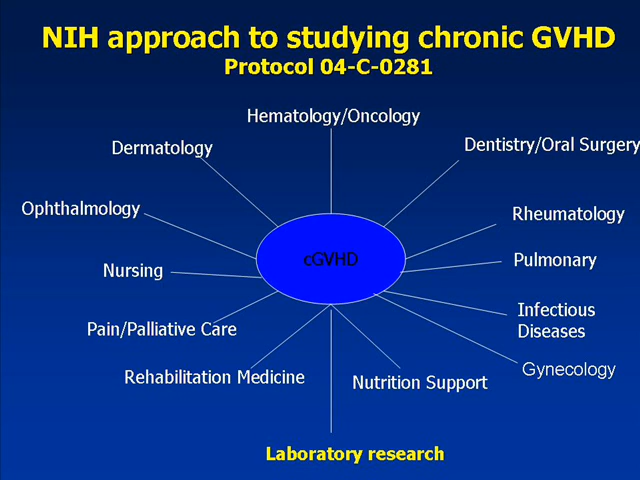 NIH approach to studying chronic GVHD
Protocol 04-C-0281
Hematology/Oncology
Dermatology
Dentistry/Oral Surgery
Ophthalmology
Rheumatology
cGVHD
Nursing
Pulmonary
Pain/Palliative Care
Infectious
Diseases
Rehabilitation Medicine
Nutrition Support
Gynecology
Laboratory research